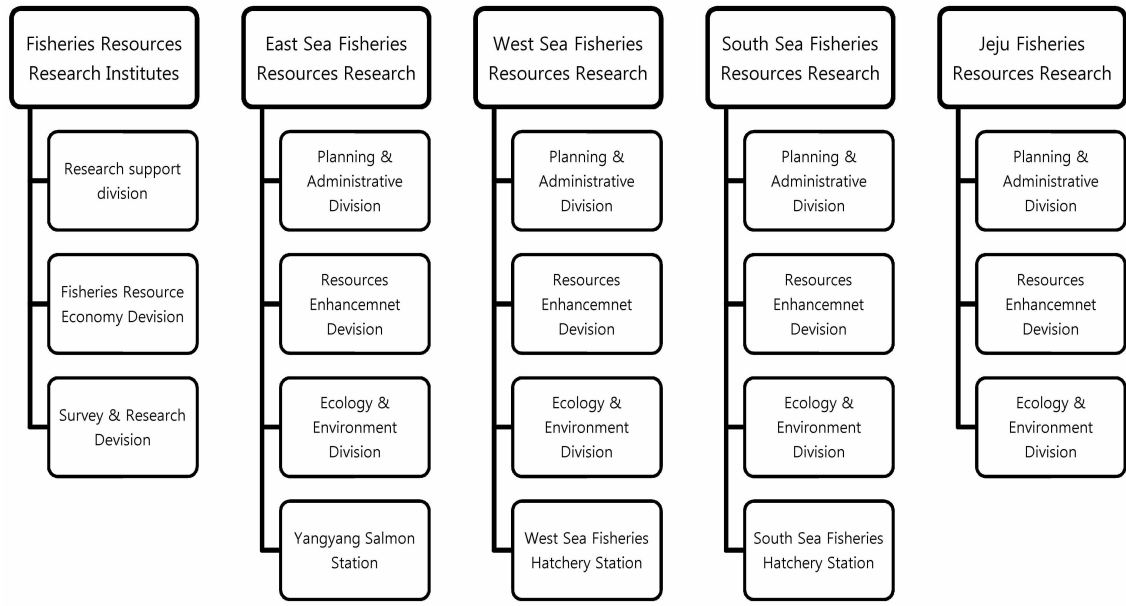 Fisheries Resources
Research Institutes
Research support
division
Fisheries Resource
Economy Devision
Survey & Research
Devision
East Sea Fisheries
Resources Research
Planning &
Administrative
Division
Resources
Enhancemnet
Devision
Ecology &
Environment
Division
Yangyang Salmon
Station
West Sea Fisheries
Resources Research
Planning &
Administrative
Division
Resources
Enhancemnet
Devision
Ecology &
Environment
Division
West Sea Fisheries
Hatchery Station
South Sea Fisheries
Resources Research
Planning &
Administrative
Division
Resources
Enhancemnet
Devision
Ecology &
Environment
Division
South Sea Fisheries
Hatchery Station
Jeju Fisheries
Resources Research
Planning &
Administrative
Division
Resources
Enhancemnet
Devision
Ecology &
Environment
Division